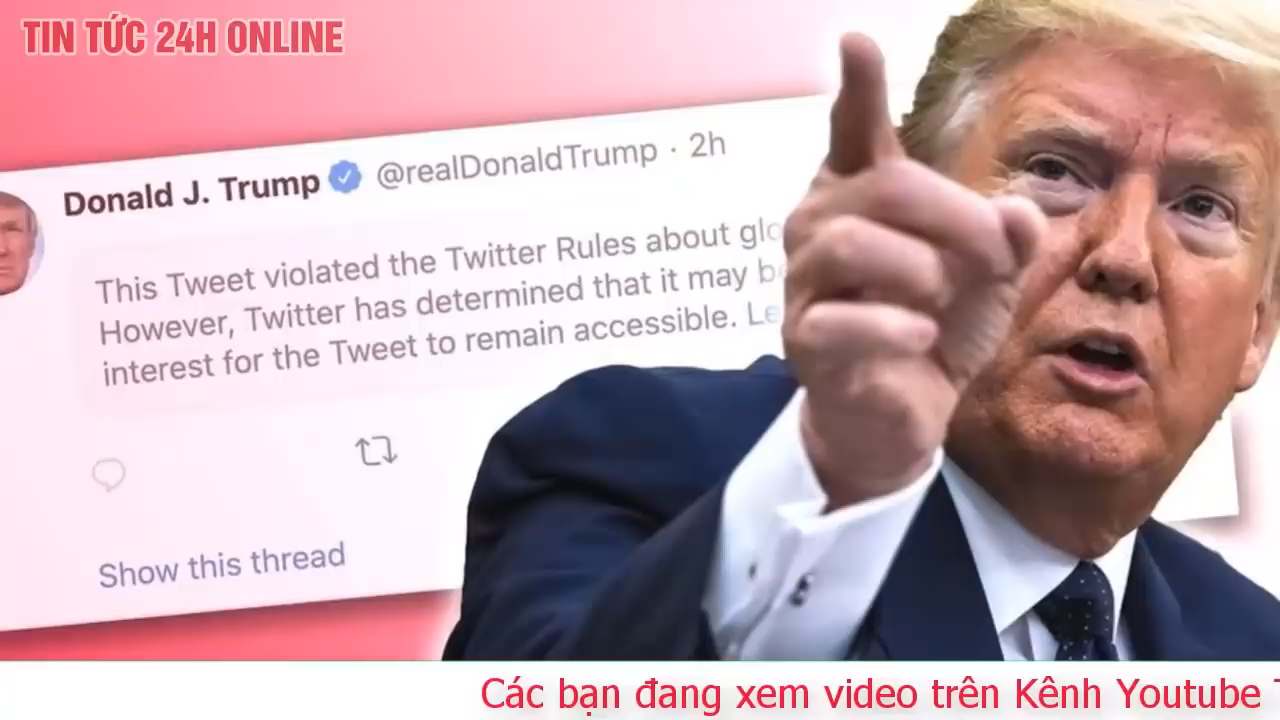 TIN TỨC 24H ONLINE
Donald J. Trump @realDonaldTrump · 2h
This Tweet violated the Twitter Rules about
However, Twitter has determined that it may
interest for the Tweet to remain accessible.
Show this thread
Các bạn đang xem video trên Kênh Youtube